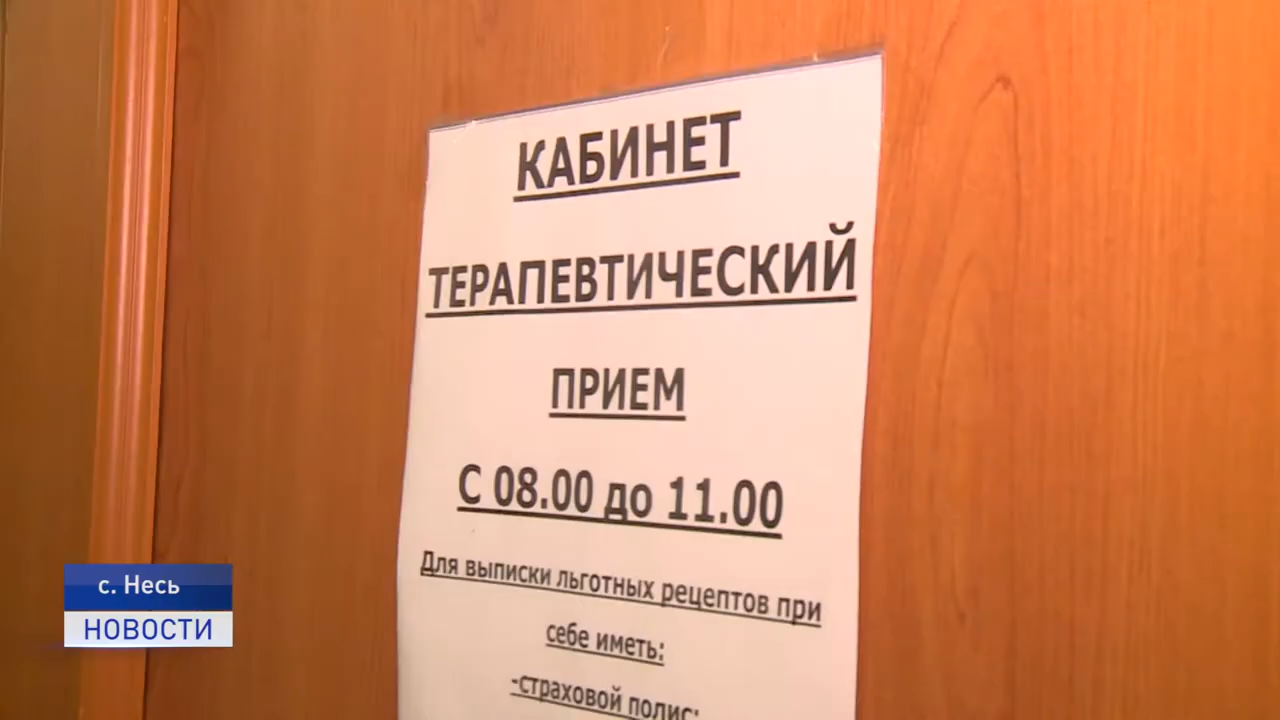 КАБИНЕТ
ТЕРАПЕВТИЧЕСКИЙ
ПРИЕМ
С 08.00 до 11.00
Для выписки льготных рецептов при
себе иметь:
-страховой полис;
с. Несь
НОВОСТИ